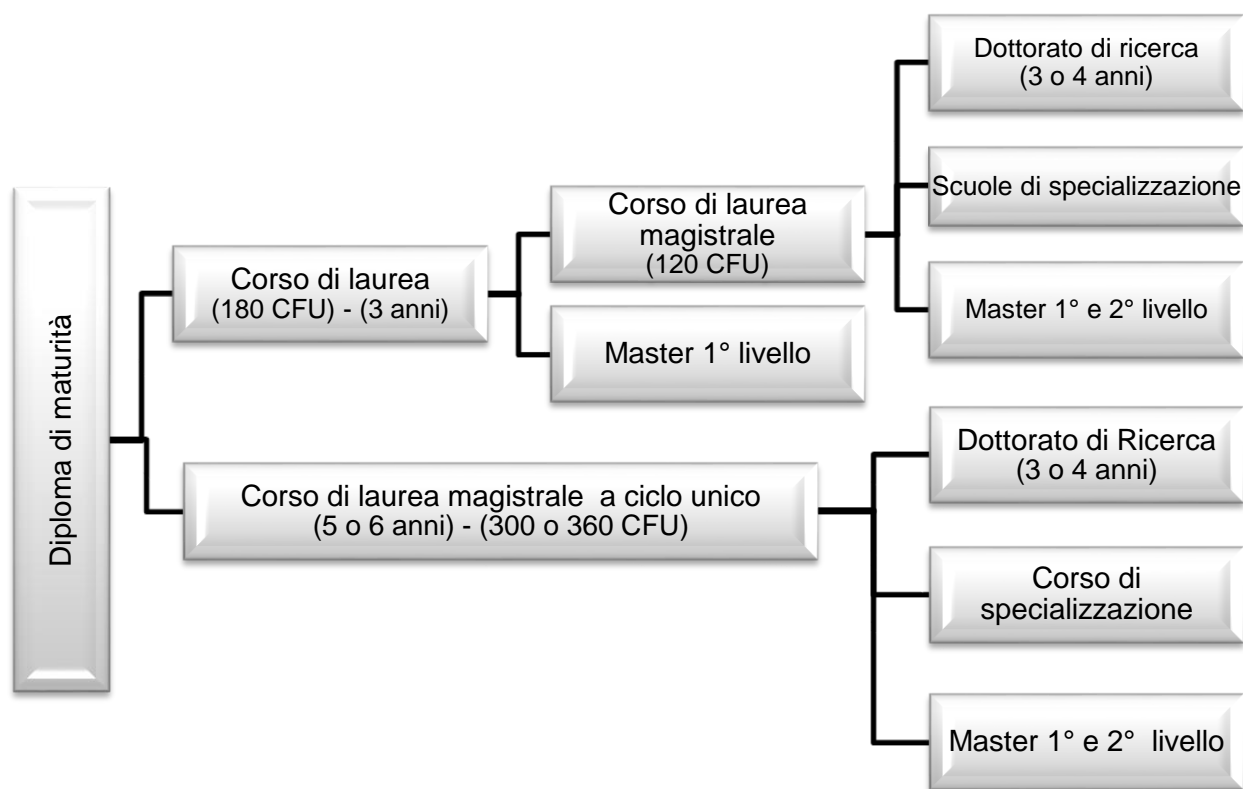 Diploma di maturità
Corso di laurea
(180 CFU) - (3 anni)
Corso di laurea
magistrale
(120 CFU)
Dottorato di ricerca
(3 o 4 anni)
Scuole di specializzazione
Master 1° e 2° livello
Master 1° livello
Corso di laurea magistrale a ciclo unico
(5 o 6 anni) - (300 o 360 CFU)
Dottorato di Ricerca
(3 o 4 anni)
Corso di
specializzazione
Master 1° e 2° livello